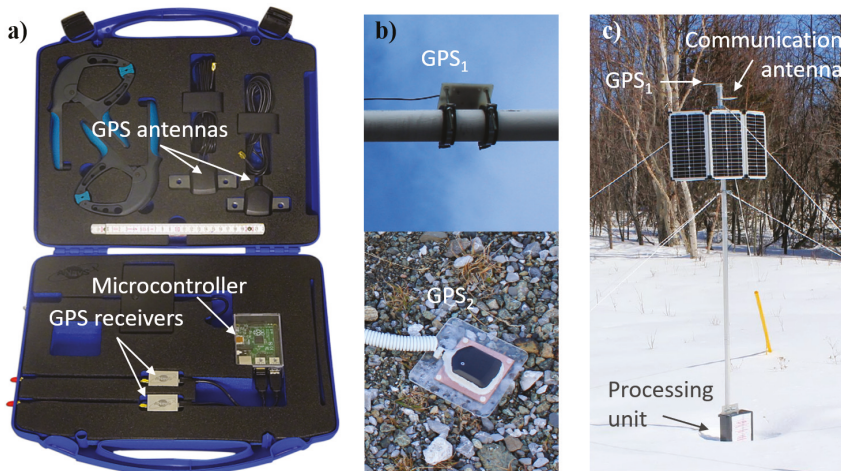 a)
GPS antennas
Microcontroller
GPS receivers
b)
GPS₁
GPS₂
c)
Communication
antenna
GPS₁
Processing
unit